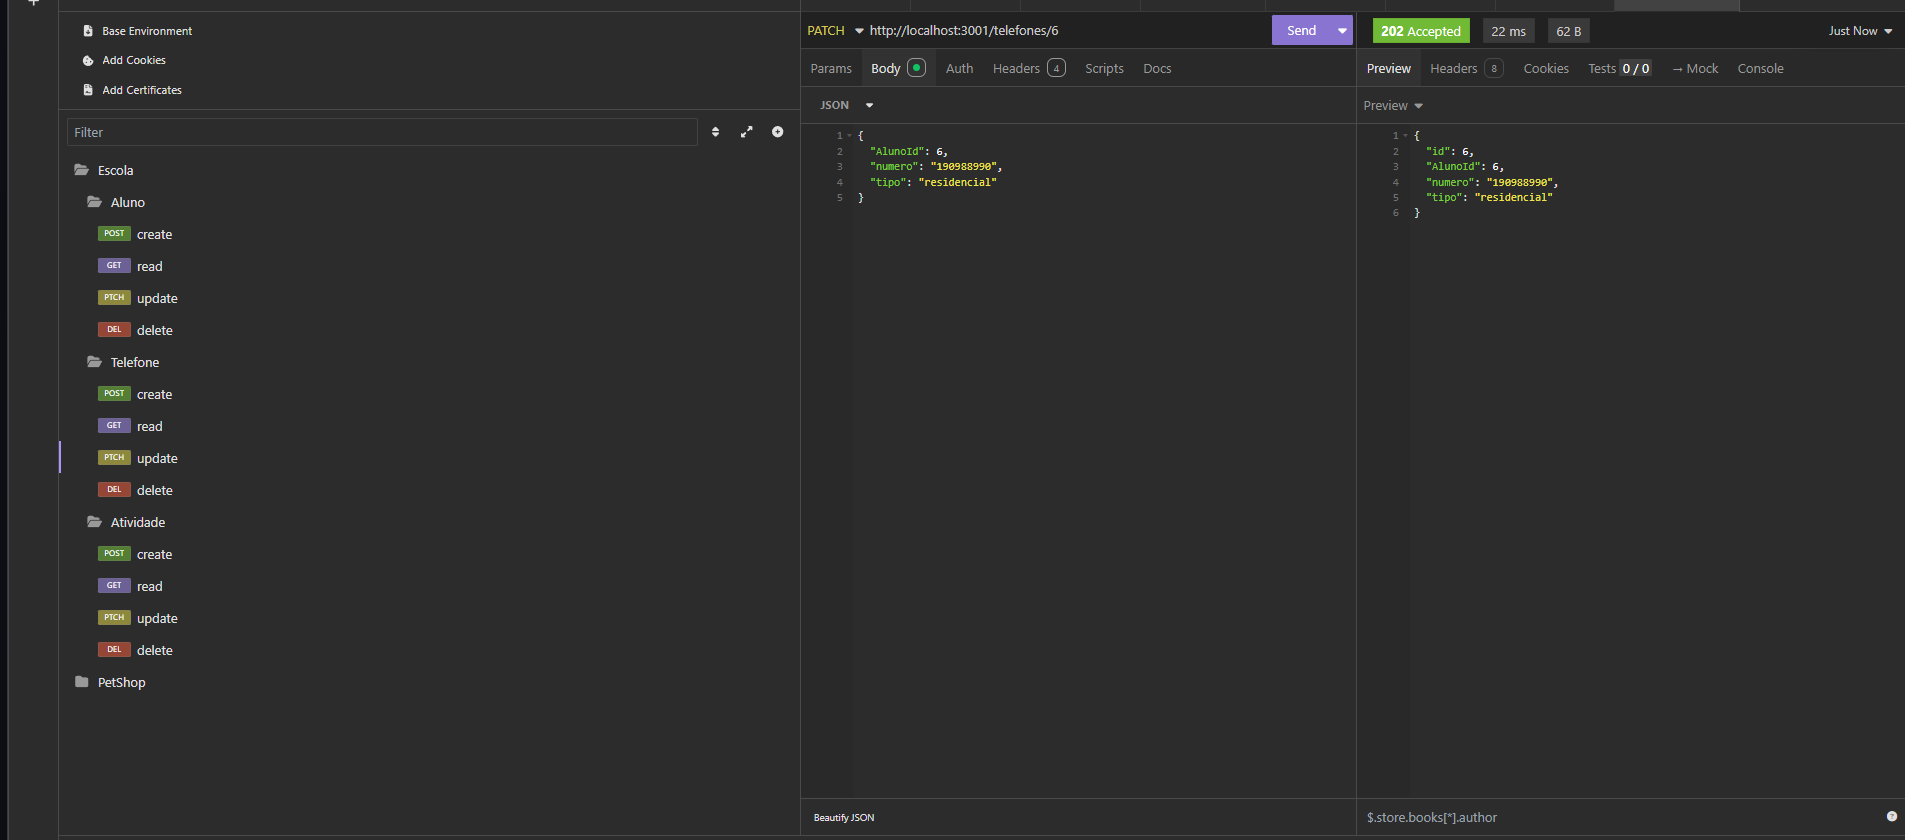 Base Environment
Add Cookies
Add Certificates
Filter
Escola
Aluno
POST create
GET read
PTCH update
DEL delete
Telefone
POST create
GET read
PTCH update
DEL delete
Atividade
POST create
GET read
PTCH update
DEL delete
PetShop
PATCH http://localhost:3001/telefones/6 Send
Params Body Auth Headers 4 Scripts Docs
JSON
1 {
2 "AlunoId": 6,
3 "numero": "190988990",
4 "tipo": "residencial"
5 }
Beautify JSON
202 Accepted 22 ms 62 B Just Now
Preview Headers 8 Cookies Tests 0 / 0 → Mock Console
Preview
1 {
2 "id": 6,
3 "AlunoId": 6,
4 "numero": "190988990",
5 "tipo": "residencial"
6 }
$.store.books[*].author